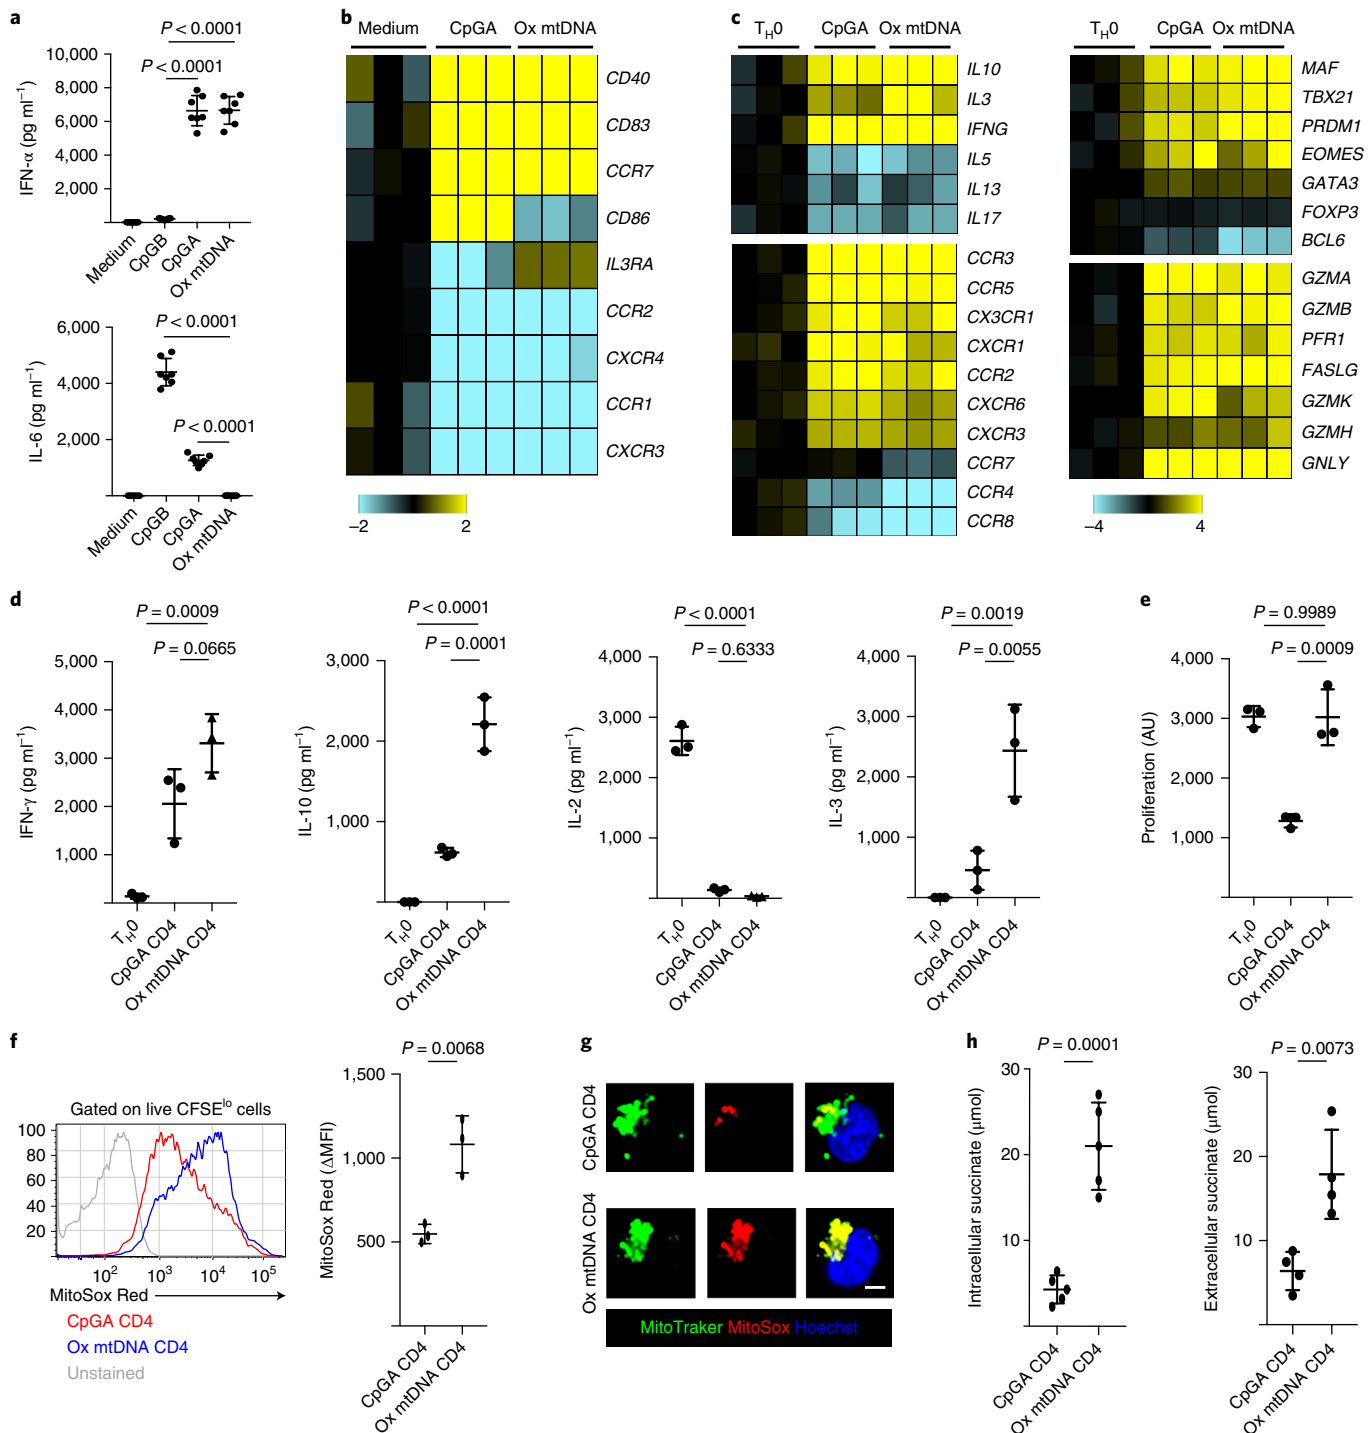 a
P < 0.0001
P < 0.0001
10,000
8,000
6,000
4,000
2,000
IFN-α (pg ml⁻¹)
Medium
CpGB
CpGA
Ox mtDNA
P < 0.0001
P < 0.0001
6,000
4,000
2,000
IL-6 (pg ml⁻¹)
Medium
CpGB
CpGA
Ox mtDNA
b
Medium CpGA Ox mtDNA
CD40
CD83
CCR7
CD86
IL3RA
CCR2
CXCR4
CCR1
CXCR3
–2 2
c
T_H0 CpGA Ox mtDNA
IL10
IL3
IFNG
IL5
IL13
IL17
CCR3
CCR5
CX3CR1
CXCR1
CCR2
CXCR6
CXCR3
CCR7
CCR4
CCR8
T_H0 CpGA Ox mtDNA
MAF
TBX21
PRDM1
EOMES
GATA3
FOXP3
BCL6
GZMA
GZMB
PFR1
FASLG
GZMK
GZMH
GNLY
–4 4
d
P = 0.0009
P = 0.0665
5,000
4,000
3,000
2,000
1,000
IFN-γ (pg ml⁻¹)
T_H0
CpGA CD4
Ox mtDNA CD4
P < 0.0001
P = 0.0001
3,000
2,000
1,000
IL-10 (pg ml⁻¹)
T_H0
CpGA CD4
Ox mtDNA CD4
P < 0.0001
P = 0.6333
4,000
3,000
2,000
1,000
IL-2 (pg ml⁻¹)
T_H0
CpGA CD4
Ox mtDNA CD4
P = 0.0019
P = 0.0055
4,000
3,000
2,000
1,000
IL-3 (pg ml⁻¹)
T_H0
CpGA CD4
Ox mtDNA CD4
e
P = 0.9989
P = 0.0009
4,000
3,000
2,000
1,000
Proliferation (AU)
T_H0
CpGA CD4
Ox mtDNA CD4
f
Gated on live CFSE^lo cells
100
80
60
40
20
10² 10³ 10⁴ 10⁵
MitoSox Red
CpGA CD4
Ox mtDNA CD4
Unstained
P = 0.0068
1,500
1,000
500
MitoSox Red (ΔMFI)
CpGA CD4
Ox mtDNA CD4
g
CpGA CD4
Ox mtDNA CD4
MitoTraker MitoSox Hoechst
h
P = 0.0001
30
20
10
Intracellular succinate (μmol)
CpGA CD4
Ox mtDNA CD4
P = 0.0073
30
20
10
Extracellular succinate (μmol)
CpGA CD4
Ox mtDNA CD4